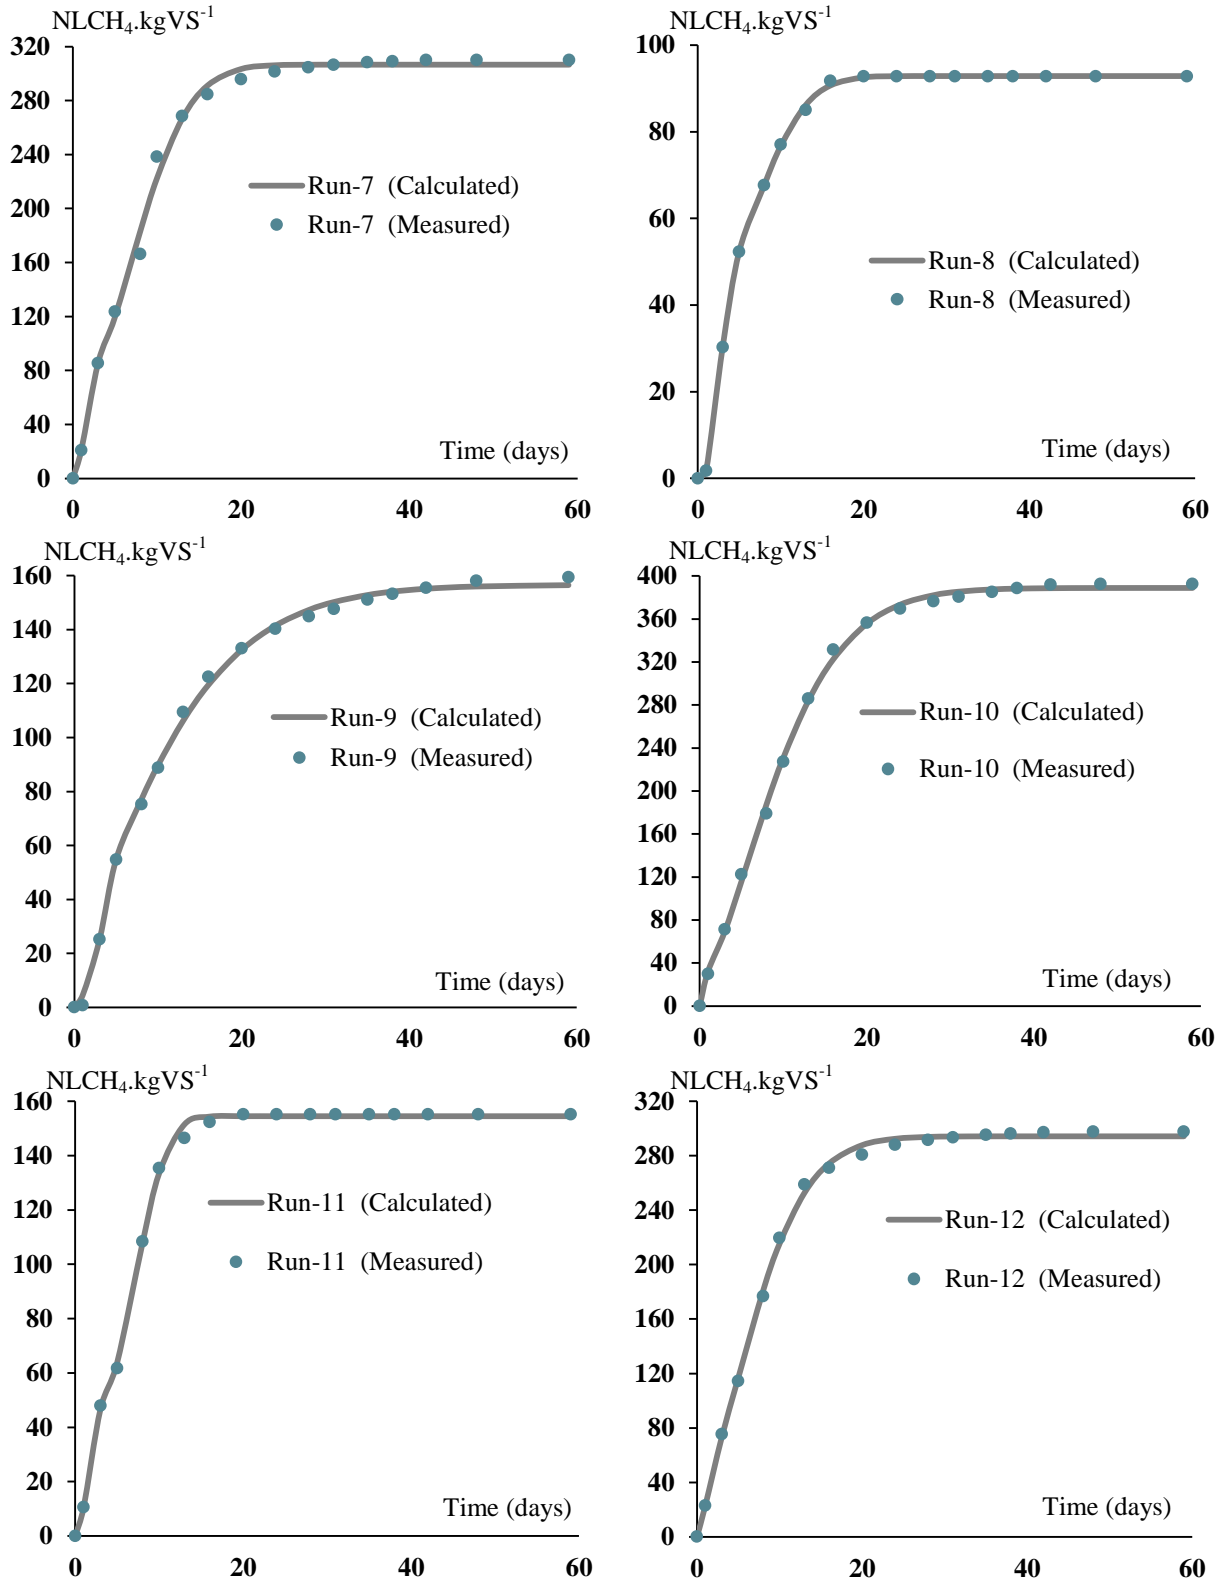 NLCH₄.kgVS⁻¹
320
280
240
200
160
120
80
40
0
0 20 40 60
Run-7 (Calculated)
Run-7 (Measured)
Time (days)
NLCH₄.kgVS⁻¹
100
80
60
40
20
0
0 20 40 60
Run-8 (Calculated)
Run-8 (Measured)
Time (days)
NLCH₄.kgVS⁻¹
160
140
120
100
80
60
40
20
0
0 20 40 60
Run-9 (Calculated)
Run-9 (Measured)
Time (days)
NLCH₄.kgVS⁻¹
400
360
320
280
240
200
160
120
80
40
0
0 20 40 60
Run-10 (Calculated)
Run-10 (Measured)
Time (days)
NLCH₄.kgVS⁻¹
160
140
120
100
80
60
40
20
0
0 20 40 60
Run-11 (Calculated)
Run-11 (Measured)
Time (days)
NLCH₄.kgVS⁻¹
320
280
240
200
160
120
80
40
0
0 20 40 60
Run-12 (Calculated)
Run-12 (Measured)
Time (days)